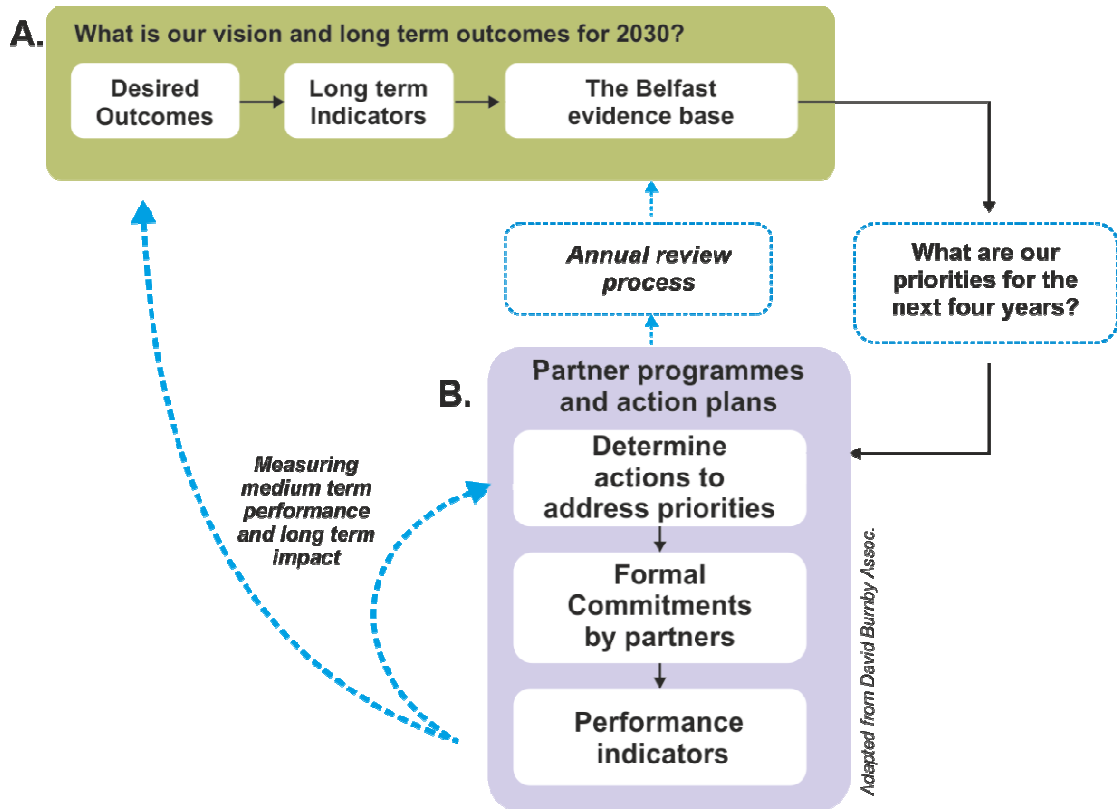 A.
What is our vision and long term outcomes for 2030?
Desired
Outcomes
Long term
Indicators
The Belfast
evidence base
Annual review
process
What are our
priorities for the
next four years?
B.
Partner programmes
and action plans
Determine
actions to
address priorities
Formal
Commitments
by partners
Performance
indicators
Measuring
medium term
performance
and long term
impact
Adapted from David Burnby Assoc.